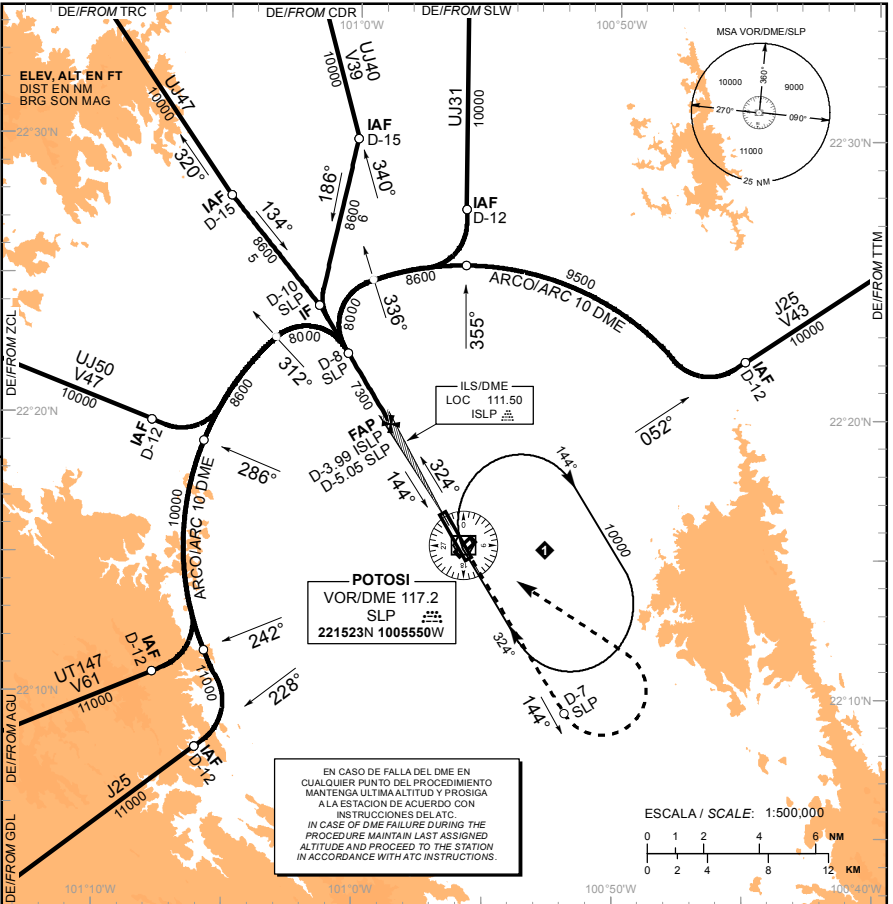 DE/FROM TRC
DE/FROM CDR
DE/FROM SLW
101°0'W
100°50'W
ELEV, ALT EN FT
DIST EN NM
BRG SON MAG
MSA VOR/DME/SLP
10000
360°
9000
270°
090°
11000
25 NM
22°30'N
22°30'N
UJ47
10000
320°
IAF
D-15
134°
8600
5
UJ40
V39
10000
IAF
D-15
340°
186°
8600
6
UJ31
10000
IAF
D-12
D-10
SLP
IF
8000
336°
8600
355°
9500
ARCO/ARC 10 DME
DE/FROM TTM
J25
V43
10000
IAF
D-12
052°
DE/FROM ZCL
UJ50
V47
10000
IAF
D-12
8600
312°
8000
D-8
SLP
7300
ILS/DME
LOC 111.50
ISLP
22°20'N
22°20'N
FAP
D-3.99 ISLP
D-5.05 SLP
144°
324°
286°
10000
ARCO/ARC 10 DME
144°
10000
1
0
9
18
27
POTOSI
VOR/DME 117.2
SLP
221523N 1005550W
324°
144°
D-7
SLP
242°
228°
IAF
D-12
UT147
V61
11000
11000
22°10'N
22°10'N
DE/FROM AGU
IAF
D-12
J25
11000
DE/FROM GDL
EN CASO DE FALLA DEL DME EN
CUALQUIER PUNTO DEL PROCEDIMIENTO
MANTENGA ULTIMA ALTITUD Y PROSIGA
A LA ESTACION DE ACUERDO CON
INSTRUCCIONES DEL ATC.
IN CASE OF DME FAILURE DURING THE
PROCEDURE MAINTAIN LAST ASSIGNED
ALTITUDE AND PROCEED TO THE STATION
IN ACCORDANCE WITH ATC INSTRUCTIONS.
ESCALA / SCALE: 1:500,000
0 1 2 4 6 NM
0 2 4 8 12 KM
101°10'W
101°0'W
100°50'W
100°40'W